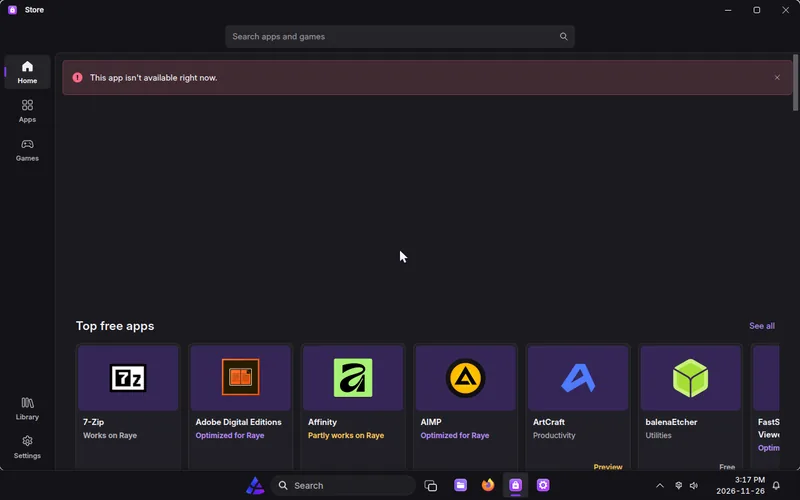 Store
Search apps and games
Home
This app isn't available right now.
Apps
Games
Top free apps
See all
7z
7-Zip
Works on Raye
Adobe Digital Editions
Optimized for Raye
Affinity
Partly works on Raye
AIMP
Optimized for Raye
ArtCraft
Productivity
Preview
balenaEtcher
Utilities
Free
FastS
Viewe
Optim
Library
Settings
Search
3:17 PM
2026-11-26